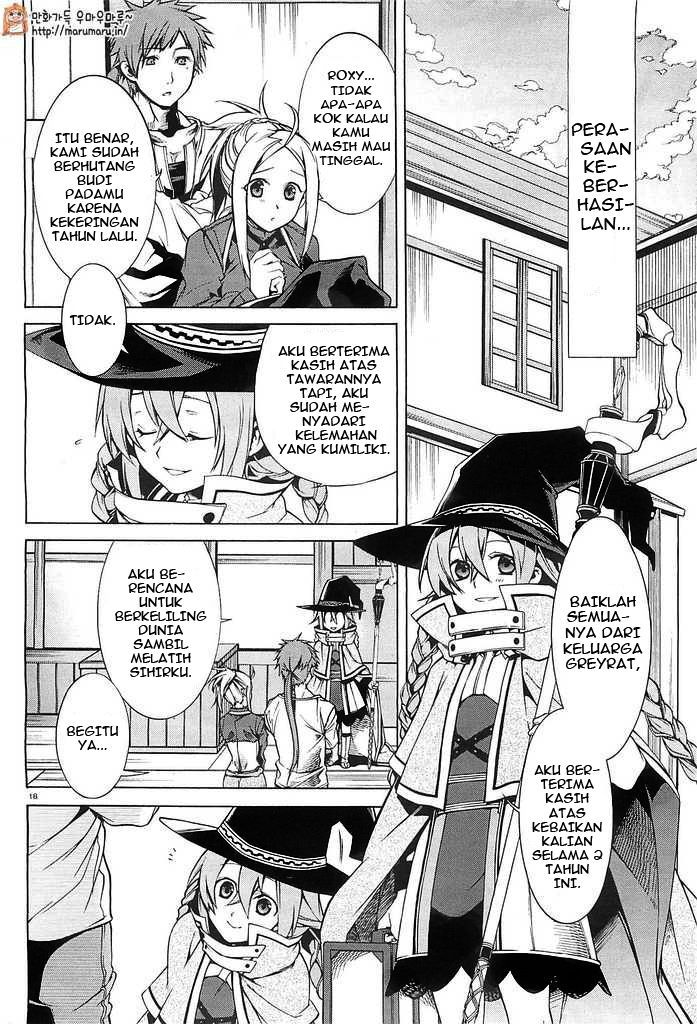 만화가득 우마우마루~
http://marumaru.in/
PERA-
SAAN
KE-
BER-
HASI-
LAN...
BAIKLAH
SEMUA-
NYA DARI
KELUARGA
GREYRAT,
AKU BER-
TERIMA
KASIH
ATAS
KEBAIKAN
KALIAN
SELAMA 2
TAHUN
INI.
ROXY...
TIDAK
APA-APA
KOK KALAU
KAMU
MASIH MAU
TINGGAL.
ITU BENAR,
KAMI SUDAH
BERHUTANG
BUDI
PADAMU
KARENA
KEKERINGAN
TAHUN LALU.
TIDAK.
AKU BERTERIMA
KASIH ATAS
TAWARANNYA
TAPI, AKU
SUDAH ME-
NYADARI
KELEMAHAN
YANG KUMILIKI.
AKU BE-
RENCANA
UNTUK
BERKELILING
DUNIA
SAMBIL
MELATIH
SIHIRKU.
BEGITU
YA...
18